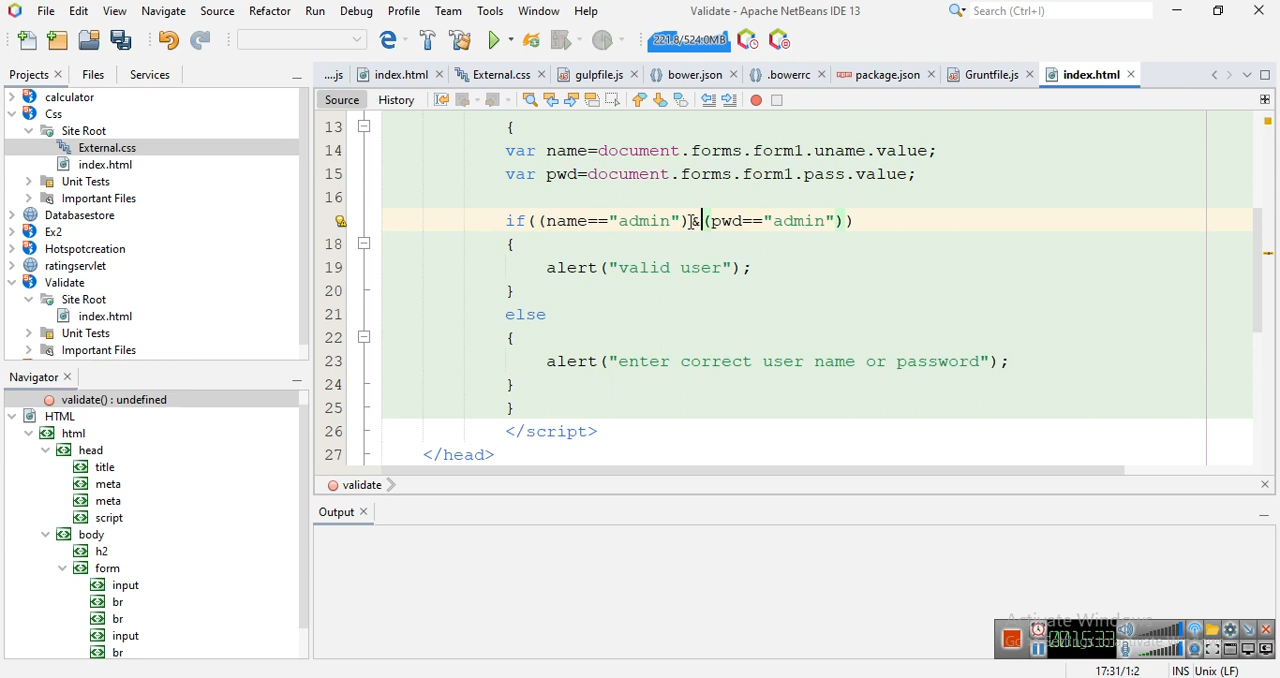 File Edit View Navigate Source Refactor Run Debug Profile Team Tools Window Help Validate - Apache NetBeans IDE 13 Search (Ctrl+I)
221.8/524.0MB
Projects Files Services
...js index.html External.css gulpfile.js bower.json .bowerrc package.json Gruntfile.js index.html
Source History
calculator
Css
Site Root
External.css
index.html
Unit Tests
Important Files
Databasestore
Ex2
Hotspotcreation
ratingservlet
Validate
Site Root
index.html
Unit Tests
Important Files
Navigator
validate() : undefined
HTML
html
head
title
meta
meta
script
body
h2
form
input
br
br
input
br
13 {
14 var name=document.forms.form1.uname.value;
15 var pwd=document.forms.form1.pass.value;
16
if((name=="admin")&(pwd=="admin"))
18 {
19 alert("valid user");
20 }
21 else
22 {
23 alert("enter correct user name or password");
24 }
25 }
26 </script>
27 </head>
validate
Output
Activate Windows
00:15:33
17:31/1:2 INS Unix (LF)